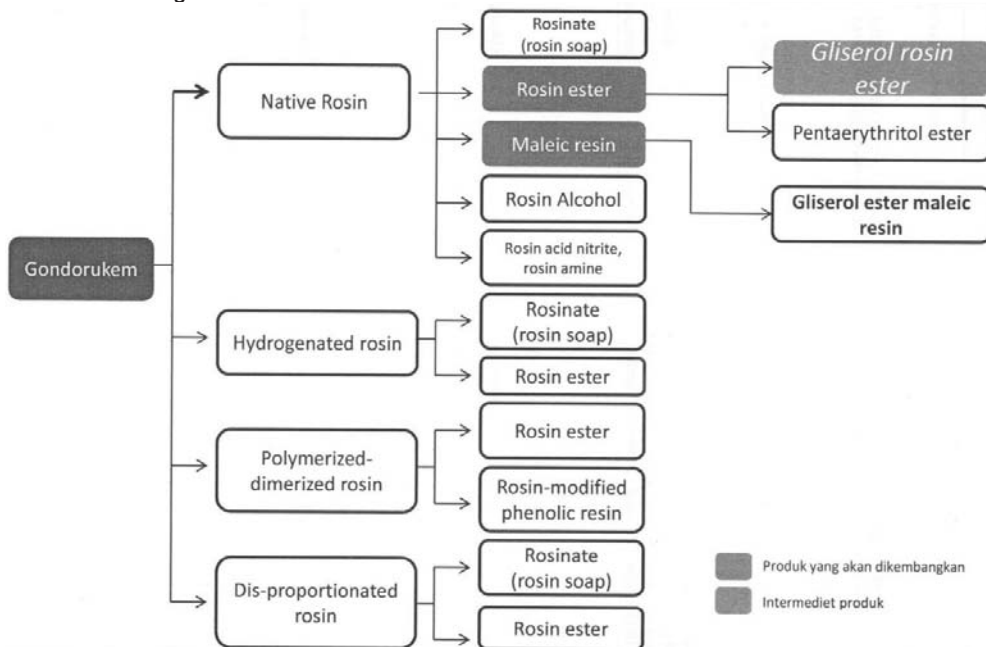 Rosinate
(rosin soap)
Gliserol rosin
ester
Native Rosin
Rosin ester
Pentaerythritol ester
Maleic resin
Rosin Alcohol
Gliserol ester maleic
resin
Gondorukem
Rosin acid nitrite,
rosin amine
Hydrogenated rosin
Rosinate
(rosin soap)
Rosin ester
Polymerized-
dimerized rosin
Rosin ester
Rosin-modified
phenolic resin
Dis-proportionated
rosin
Rosinate
(rosin soap)
Rosin ester
Produk yang akan dikembangkan
Intermediet produk